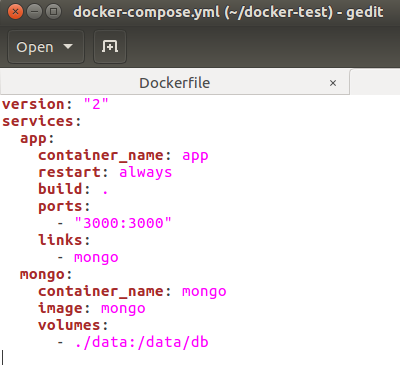 docker-compose.yml (~/docker-test) - gedit
Open
Dockerfile
version: "2"
services:
  app:
    container_name: app
    restart: always
    build: .
    ports:
      - "3000:3000"
    links:
      - mongo
  mongo:
    container_name: mongo
    image: mongo
    volumes:
      - ./data:/data/db